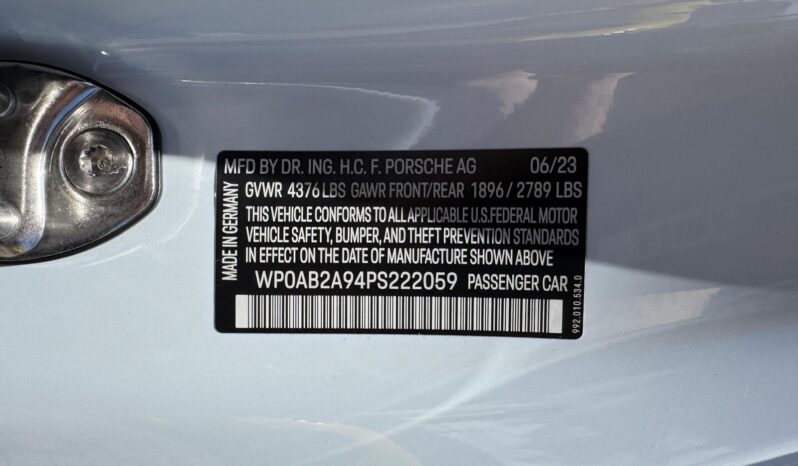 MFD BY DR. ING. H.C. F. PORSCHE AG 06/23
GVWR 4376 LBS GAWR FRONT/REAR 1896 / 2789 LBS
THIS VEHICLE CONFORMS TO ALL APPLICABLE U.S. FEDERAL MOTOR
VEHICLE SAFETY, BUMPER, AND THEFT PREVENTION STANDARDS
IN EFFECT ON THE DATE OF MANUFACTURE SHOWN ABOVE
WP0AB2A94PS222059 PASSENGER CAR
MADE IN GERMANY
992.010.534.0